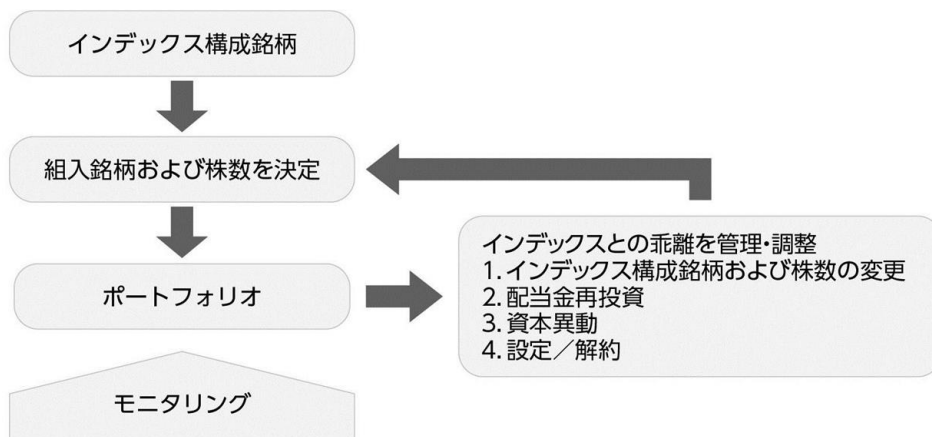 インデックス構成銘柄
組入銘柄および株数を決定
ポートフォリオ
インデックスとの乖離を管理・調整
1. インデックス構成銘柄および株数の変更
2. 配当金再投資
3. 資本異動
4. 設定／解約
モニタリング